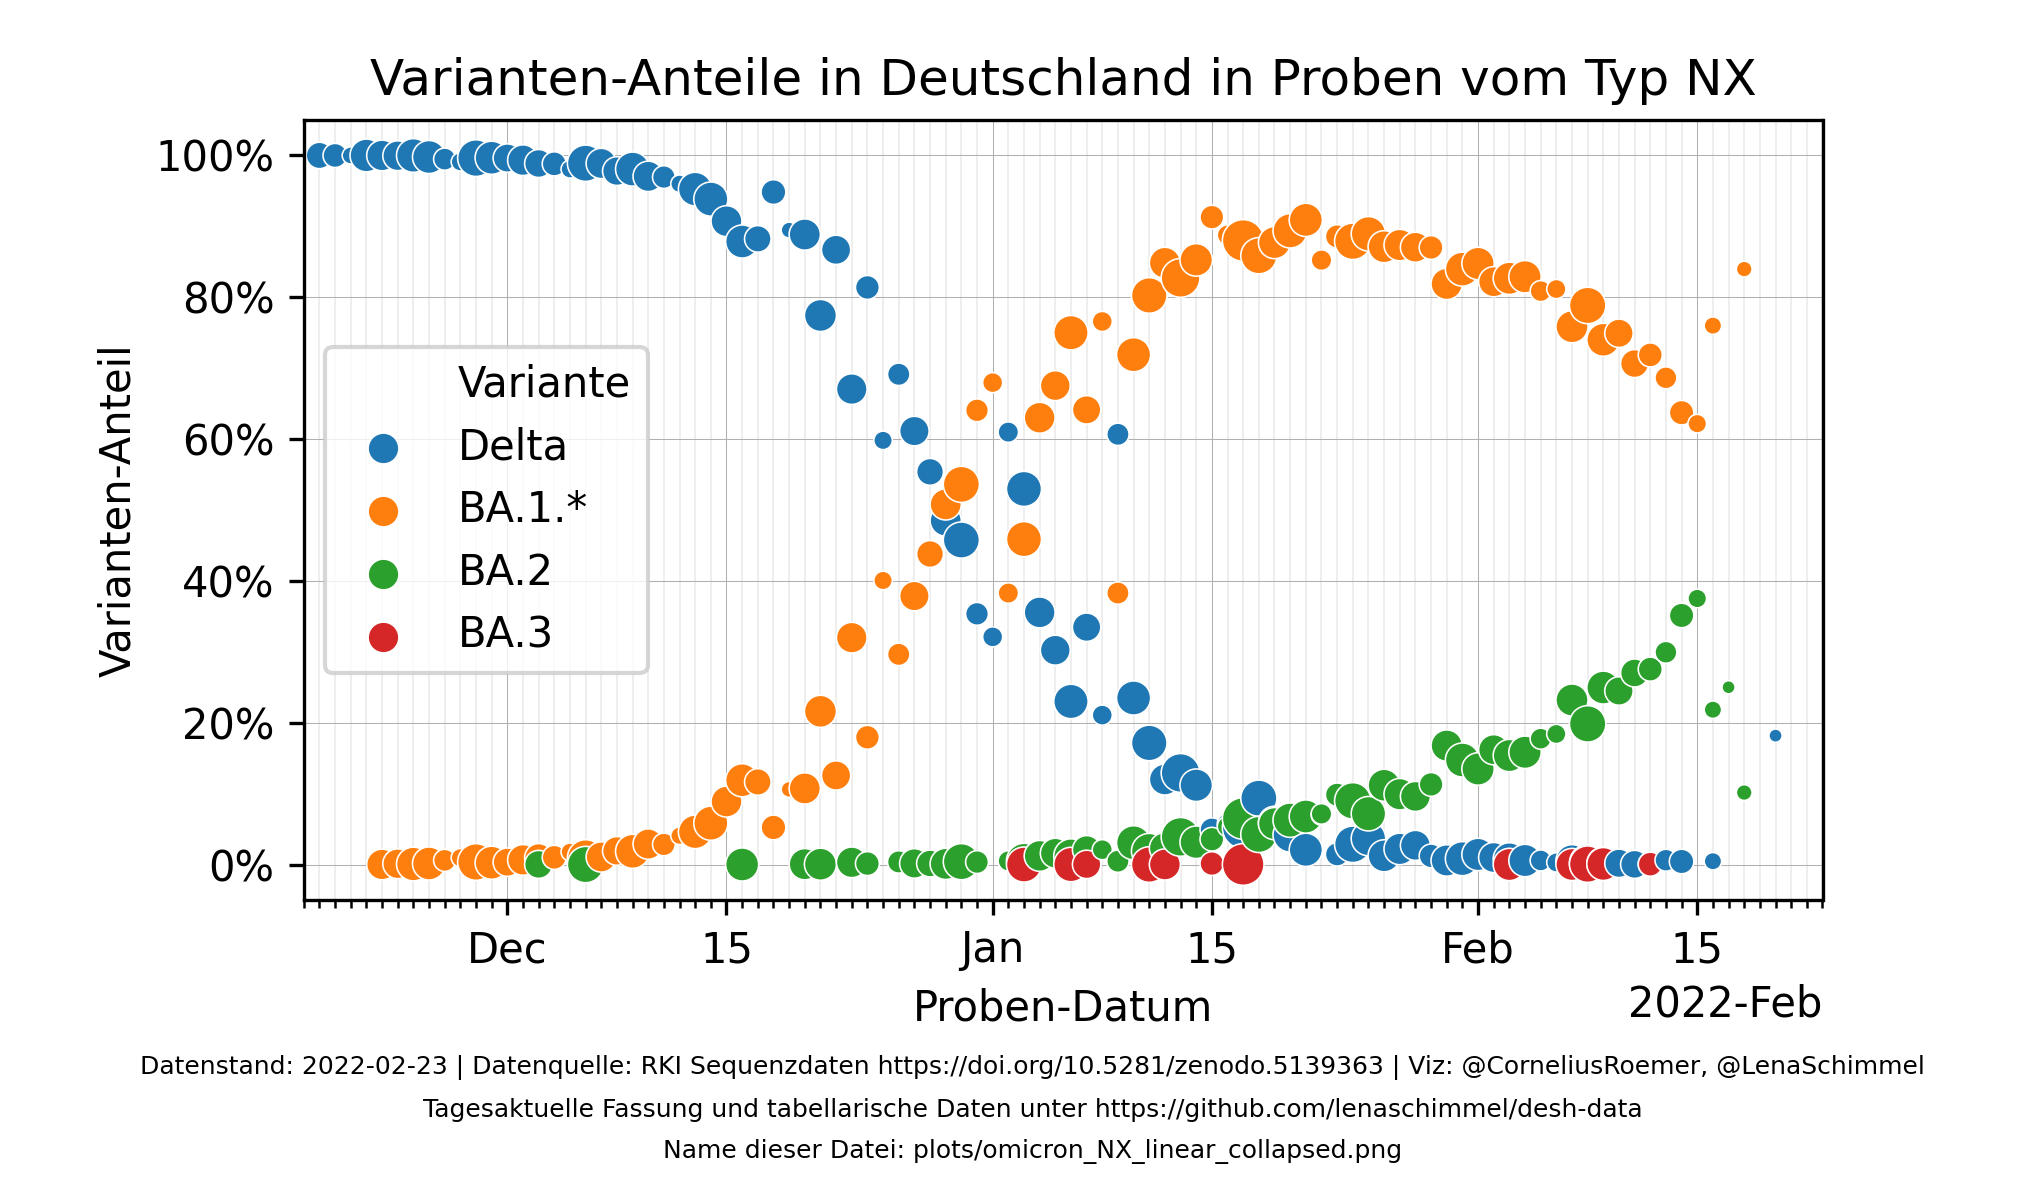 Varianten-Anteile in Deutschland in Proben vom Typ NX
100%
80%
60%
40%
20%
0%
Varianten-Anteil
Variante
Delta
BA.1.*
BA.2
BA.3
Dec 15 Jan 15 Feb 15
Proben-Datum
2022-Feb
Datenstand: 2022-02-23 | Datenquelle: RKI Sequenzdaten https://doi.org/10.5281/zenodo.5139363 | Viz: @CorneliusRoemer, @LenaSchimmel
Tagesaktuelle Fassung und tabellarische Daten unter https://github.com/lenaschimmel/desh-data
Name dieser Datei: plots/omicron_NX_linear_collapsed.png